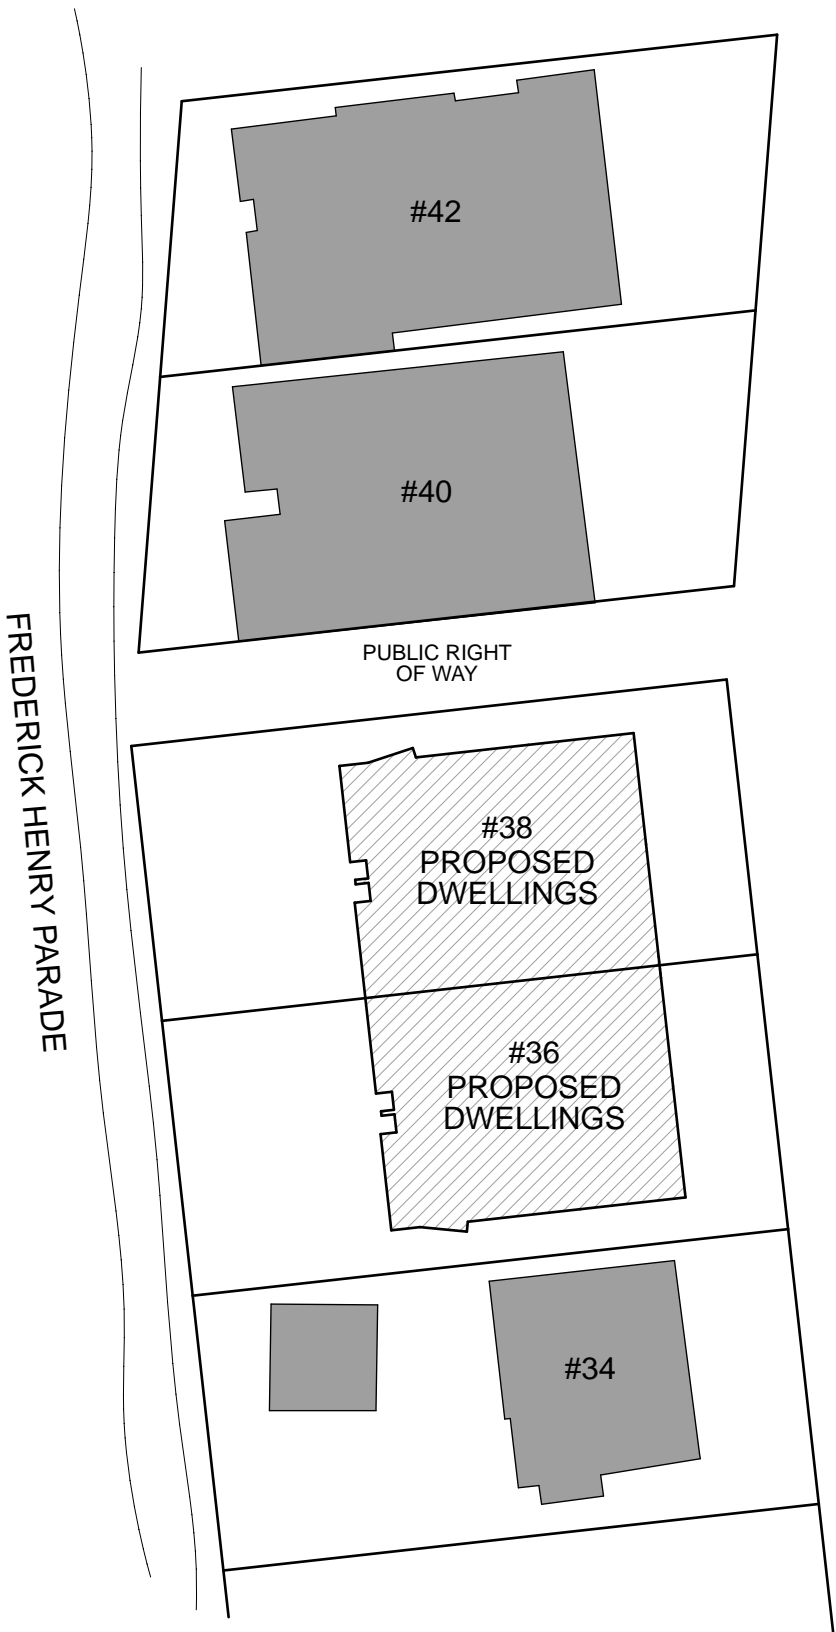 #42
#40
PUBLIC RIGHT
OF WAY
FREDERICK HENRY PARADE
#38
PROPOSED
DWELLINGS
#36
PROPOSED
DWELLINGS
#34